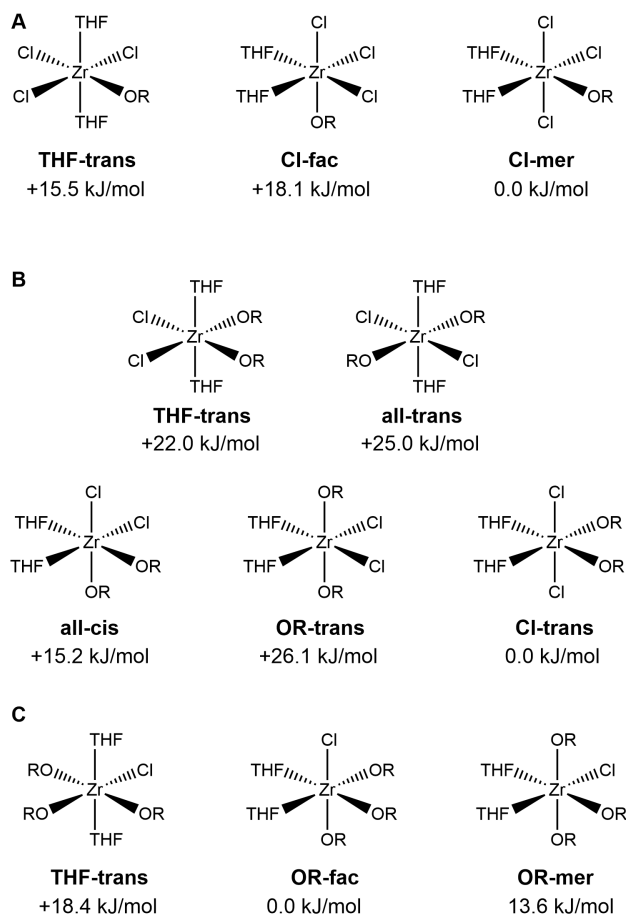 A
THF
Cl Cl
Zr
Cl OR
THF
THF-trans
+15.5 kJ/mol
Cl
THF Cl
Zr
THF Cl
OR
Cl-fac
+18.1 kJ/mol
Cl
THF Cl
Zr
THF OR
Cl
Cl-mer
0.0 kJ/mol
B
THF
Cl OR
Zr
Cl OR
THF
THF-trans
+22.0 kJ/mol
THF
Cl OR
Zr
RO Cl
THF
all-trans
+25.0 kJ/mol
Cl
THF Cl
Zr
THF OR
OR
all-cis
+15.2 kJ/mol
OR
THF Cl
Zr
THF Cl
OR
OR-trans
+26.1 kJ/mol
Cl
THF OR
Zr
THF OR
Cl
Cl-trans
0.0 kJ/mol
C
THF
RO Cl
Zr
RO OR
THF
THF-trans
+18.4 kJ/mol
Cl
THF OR
Zr
THF OR
OR
OR-fac
0.0 kJ/mol
OR
THF Cl
Zr
THF OR
OR
OR-mer
13.6 kJ/mol